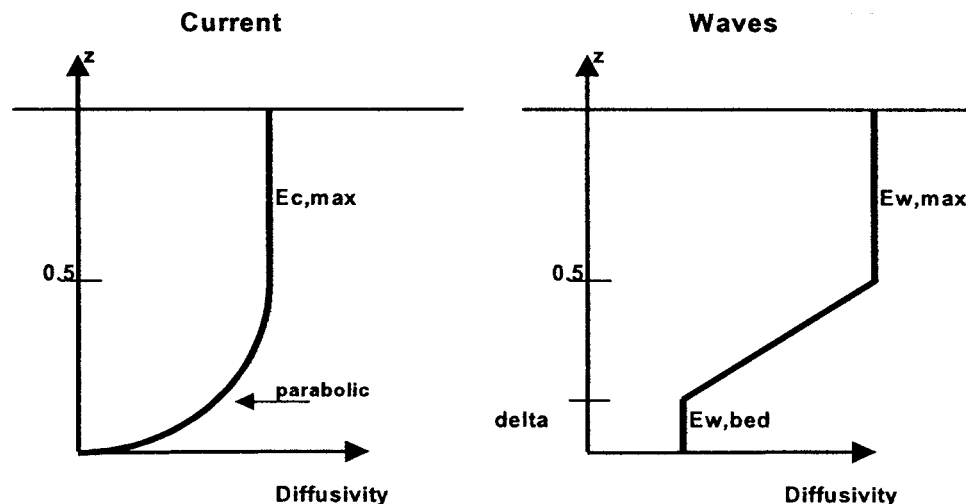 Current
z
Ec,max
0.5
parabolic
Diffusivity
Waves
z
Ew,max
0.5
delta
Ew,bed
Diffusivity